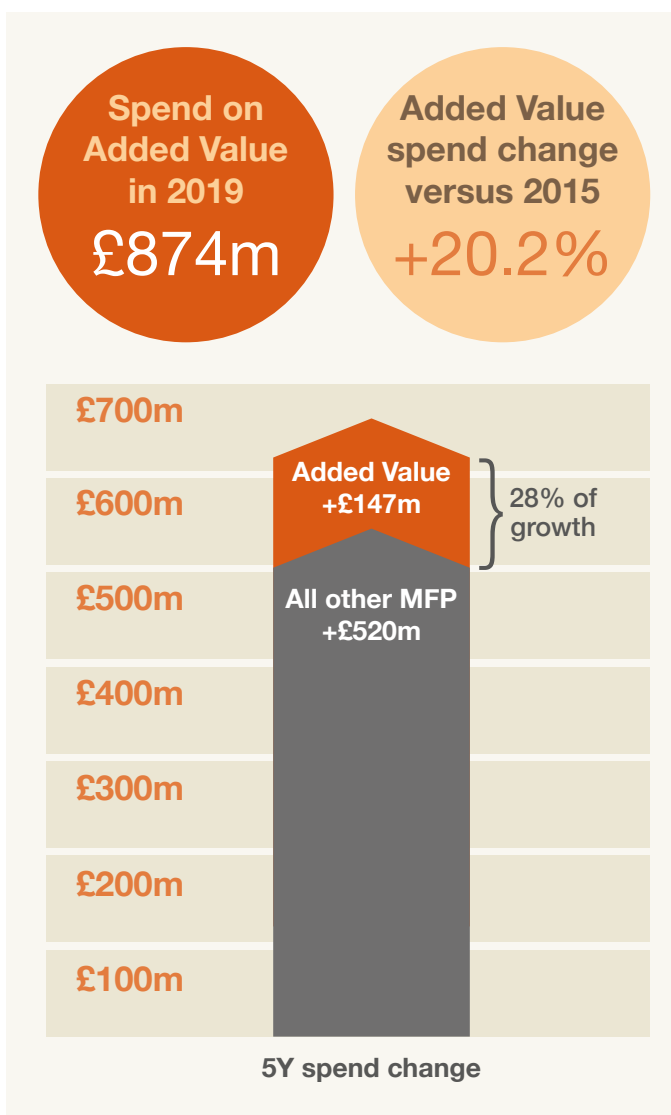 Spend on
Added Value
in 2019
£874m
Added Value
spend change
versus 2015
+20.2%
£700m
£600m
£500m
£400m
£300m
£200m
£100m
Added Value
+£147m
28% of
growth
All other MFP
+£520m
5Y spend change